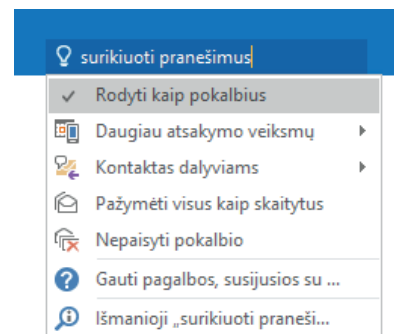 surikiuoti pranešimus
Rodyti kaip pokalbius
Daugiau atsakymo veiksmų
Kontaktas dalyviams
Pažymėti visus kaip skaitytus
Nepaisyti pokalbio
Gauti pagalbos, susijusios su ...
Išmanioji „surikiuoti praneši...